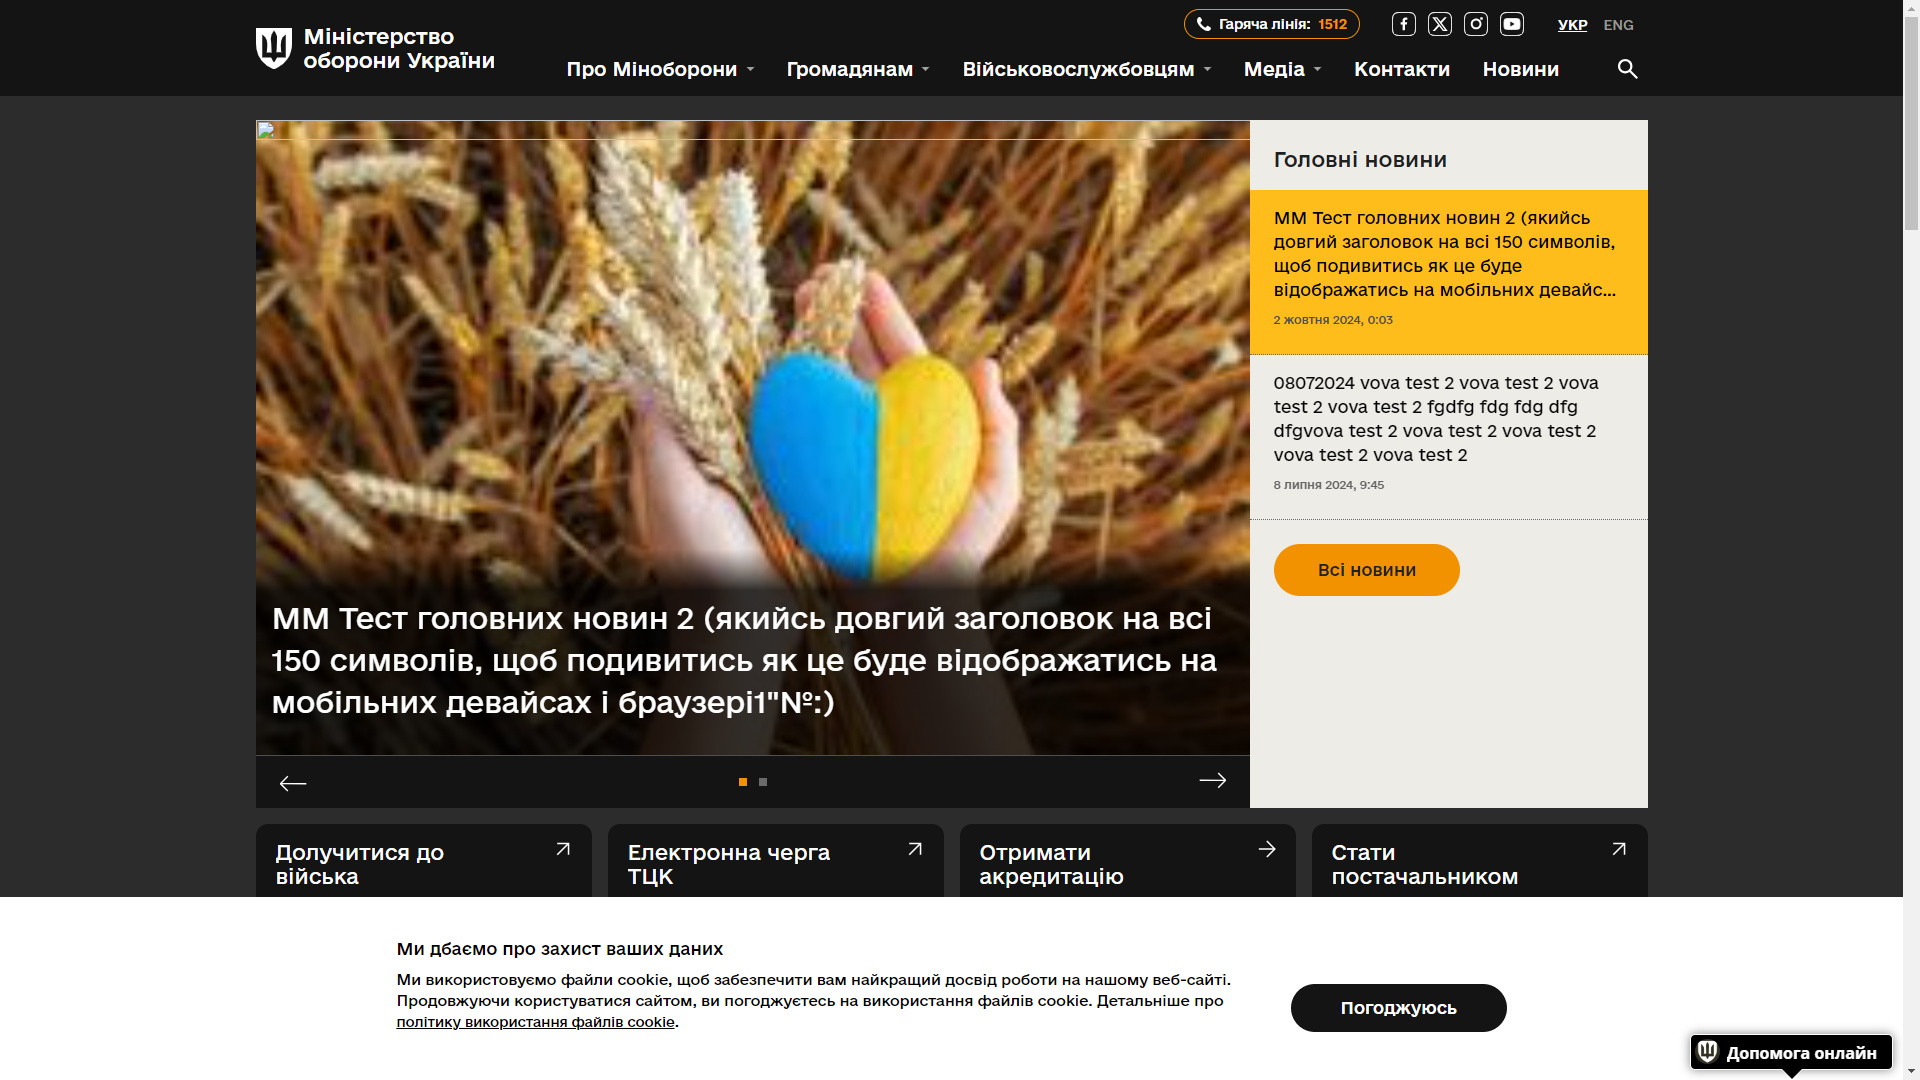 Міністерство
оборони України
Гаряча лінія: 1512
УКР ENG
Про Міноборони Громадянам Військовослужбовцям Медіа Контакти Новини
ММ Тест головних новин 2 (якийсь довгий заголовок на всі
150 символів, щоб подивитись як це буде відображатись на
мобільних девайсах і браузері1"№:)
Головні новини
ММ Тест головних новин 2 (якийсь
довгий заголовок на всі 150 символів,
щоб подивитись як це буде
відображатись на мобільних девайс...
2 жовтня 2024, 0:03
08072024 vova test 2 vova test 2 vova
test 2 vova test 2 fgdfg fdg fdg dfg
dfgvova test 2 vova test 2 vova test 2
vova test 2 vova test 2
8 липня 2024, 9:45
Всі новини
Долучитися до
війська
Електронна черга
ТЦК
Отримати
акредитацію
Стати
постачальником
Ми дбаємо про захист ваших даних
Ми використовуємо файли cookie, щоб забезпечити вам найкращий досвід роботи на нашому веб-сайті.
Продовжуючи користуватися сайтом, ви погоджуєтесь на використання файлів cookie. Детальніше про
політику використання файлів cookie.
Погоджуюсь
Допомога онлайн